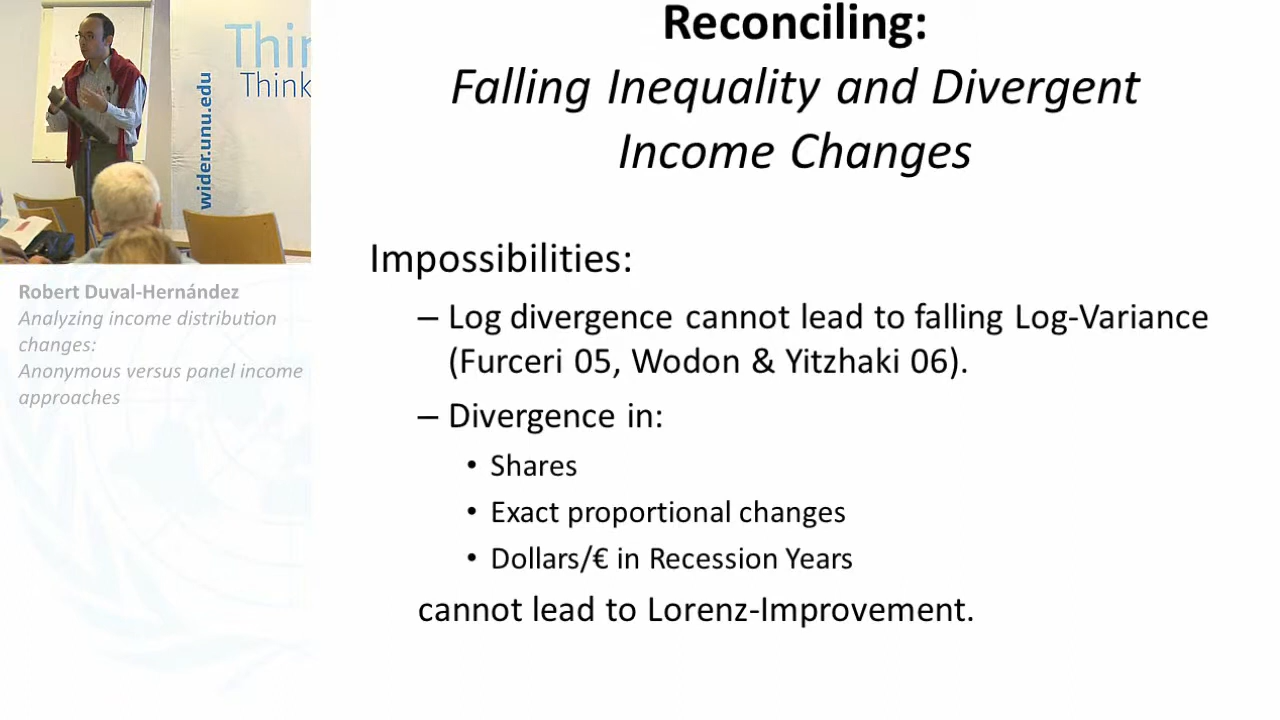 Thin
Think
wider.unu.edu
Robert Duval-Hernández
Analyzing income distribution
changes:
Anonymous versus panel income
approaches
Reconciling:
Falling Inequality and Divergent
Income Changes
Impossibilities:
– Log divergence cannot lead to falling Log-Variance
(Furceri 05, Wodon & Yitzhaki 06).
– Divergence in:
• Shares
• Exact proportional changes
• Dollars/€ in Recession Years
cannot lead to Lorenz-Improvement.